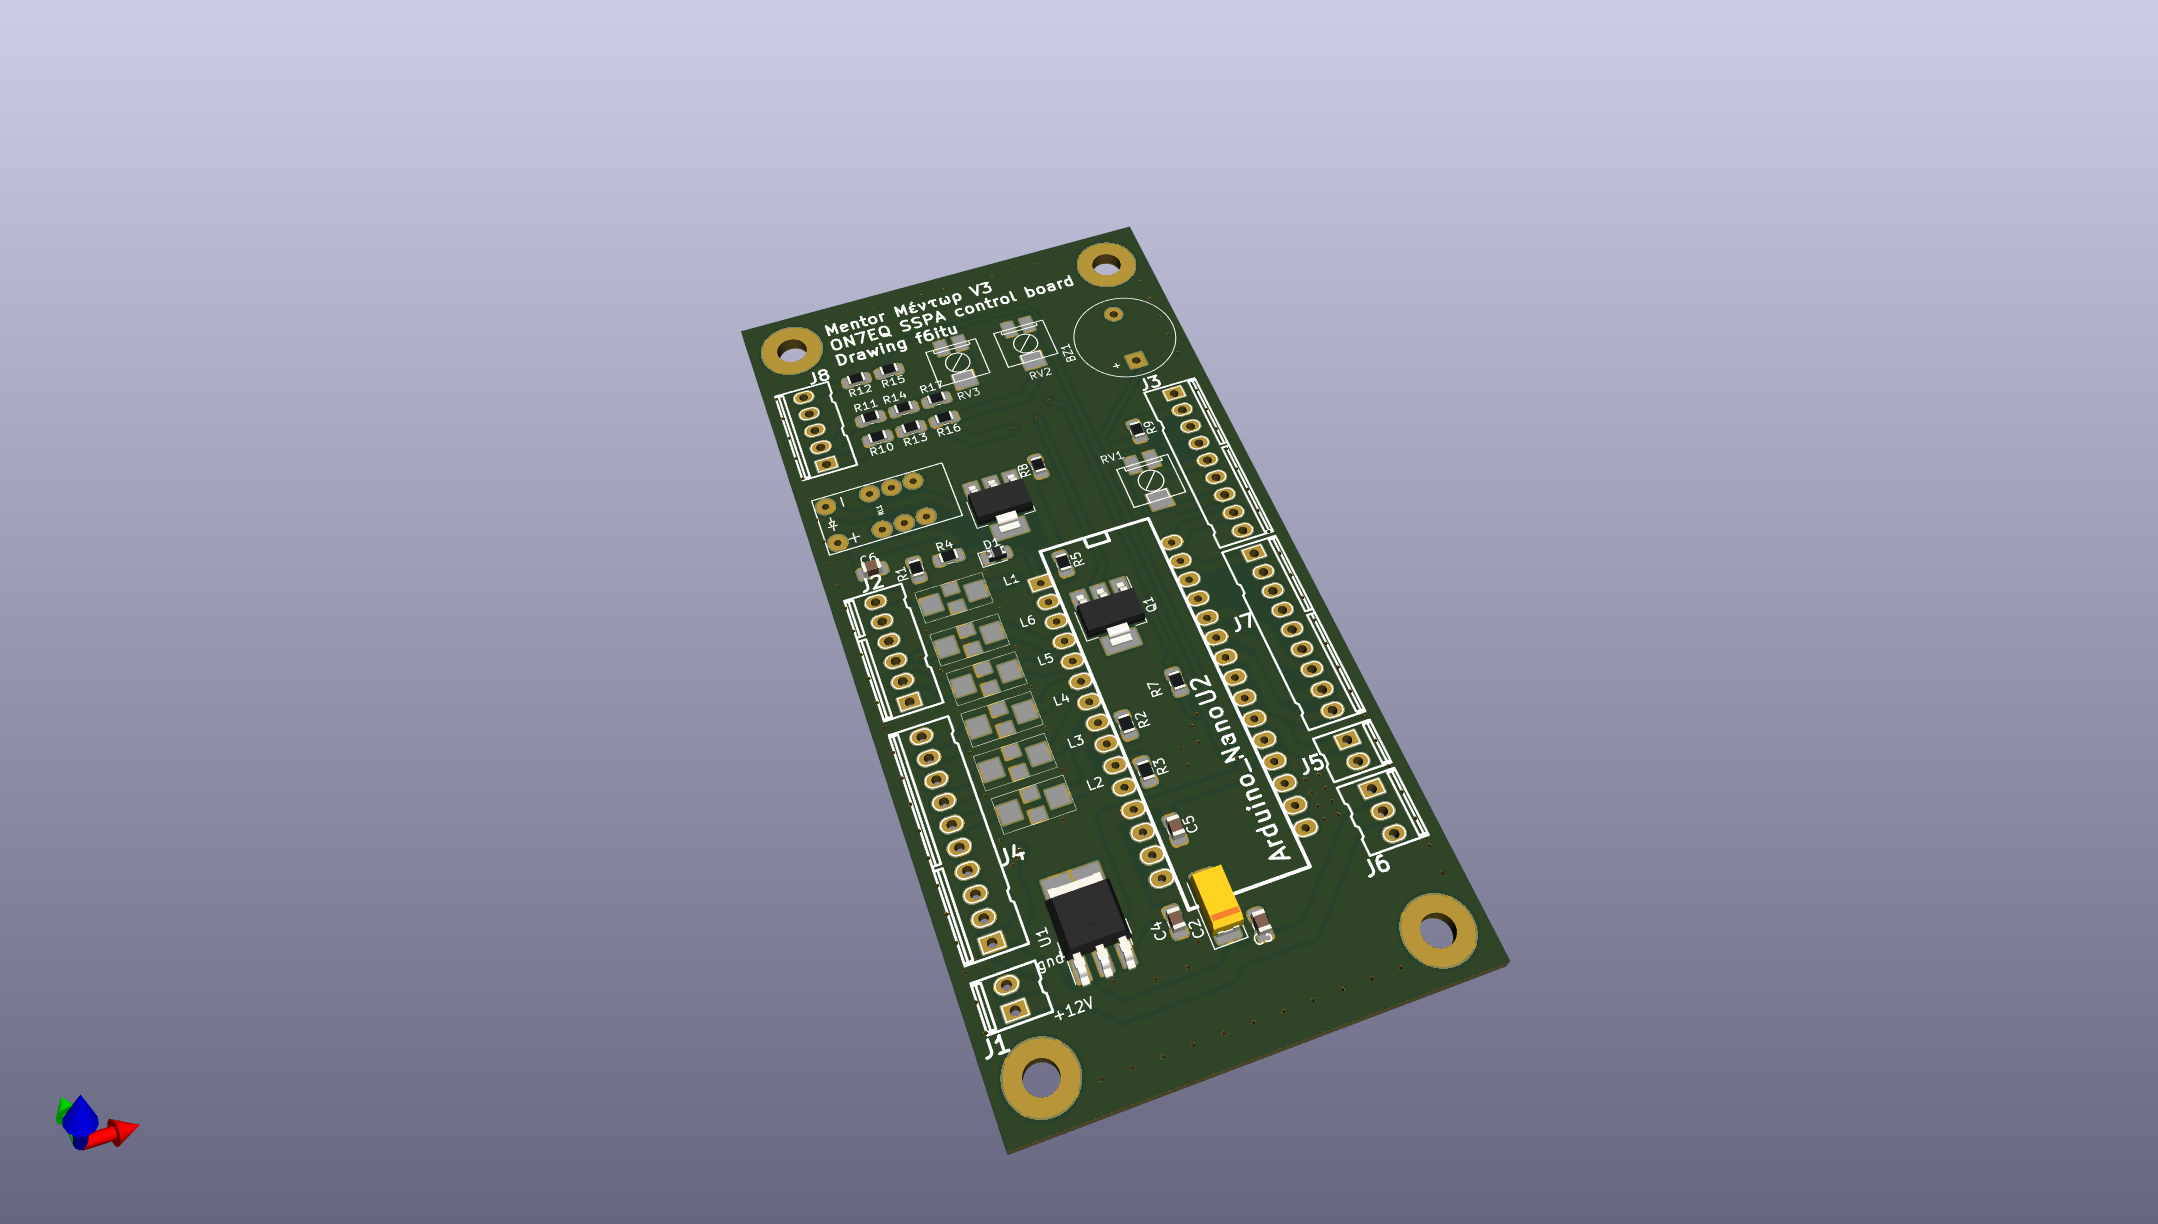 Mentor Μέντωρ V3
ON7EQ SSPA control board
Drawing f6itu
J8
R12
R15
R11
R14
R17
R10
R13
R16
RV3
RV2
BZ1
+
J3
R9
RV1
R8
+
C6
R1
R4
D1
J2
L1
L6
L5
L4
L3
L2
R5
Q1
R7
R2
R3
C5
U2
Arduino-Nano
J7
J5
J6
J4
U1
gnd
+12V
J1
C4
C2